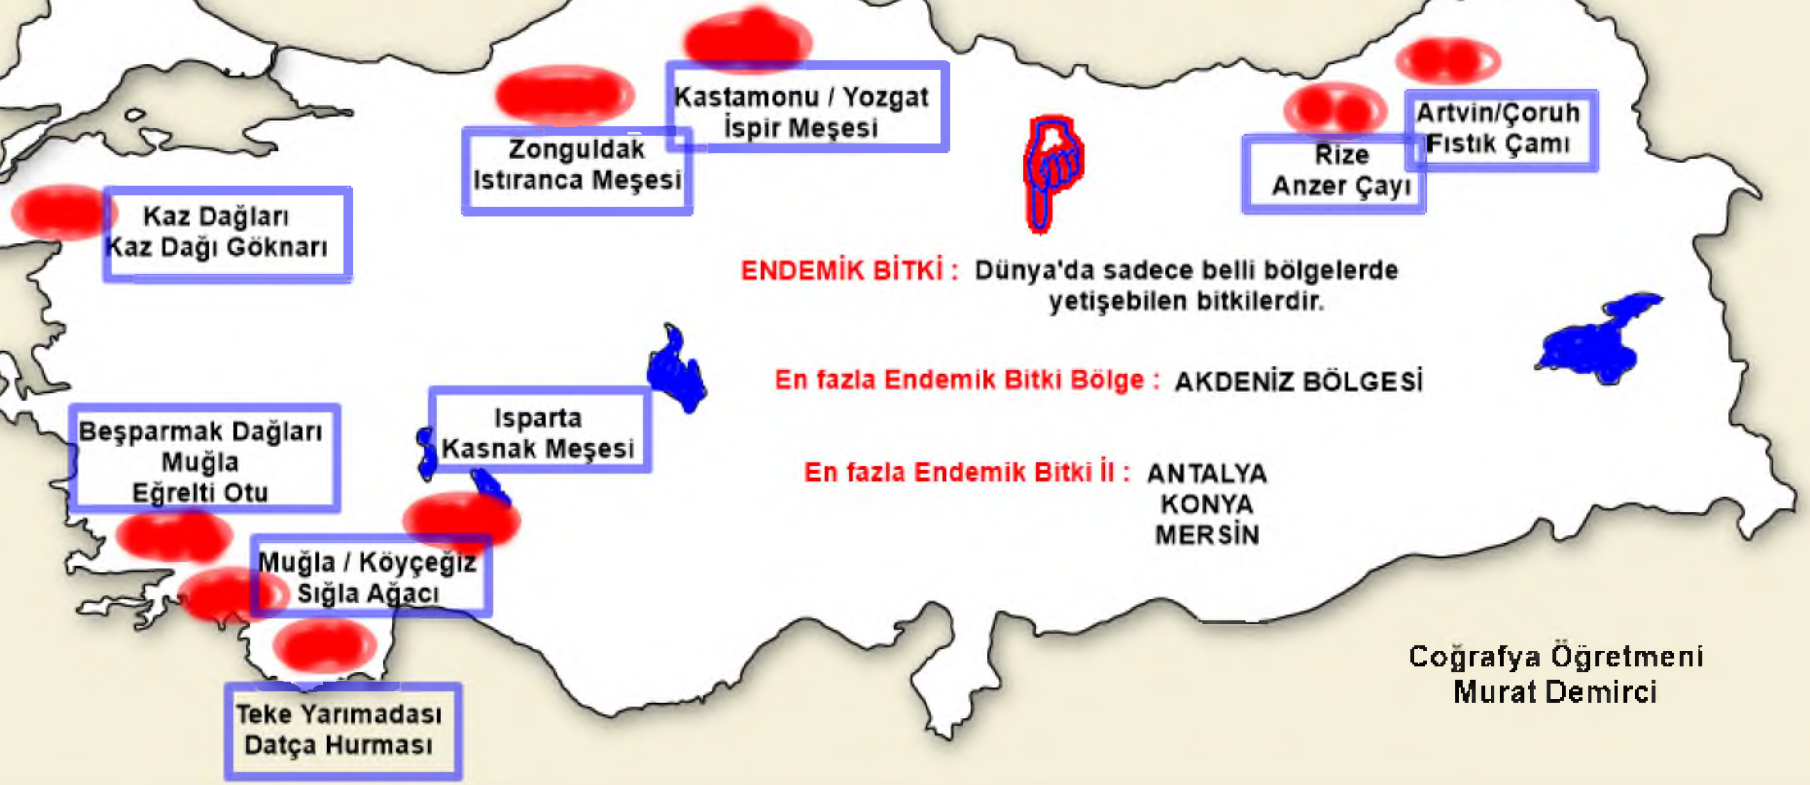 Kastamonu / Yozgat
İspir Meşesi
Zonguldak
Istıranca Meşesi
Artvin/Çoruh
Fıstık Çamı
Rize
Anzer Çayı
Kaz Dağları
Kaz Dağı Göknarı
ENDEMİK BİTKİ : Dünya'da sadece belli bölgelerde
yetişebilen bitkilerdir.
En fazla Endemik Bitki Bölge : AKDENİZ BÖLGESİ
Isparta
Kasnak Meşesi
Beşparmak Dağları
Muğla
Eğrelti Otu
En fazla Endemik Bitki İl : ANTALYA
KONYA
MERSİN
Muğla / Köyçeğiz
Sığla Ağacı
Teke Yarımadası
Datça Hurması
Coğrafya Öğretmeni
Murat Demirci